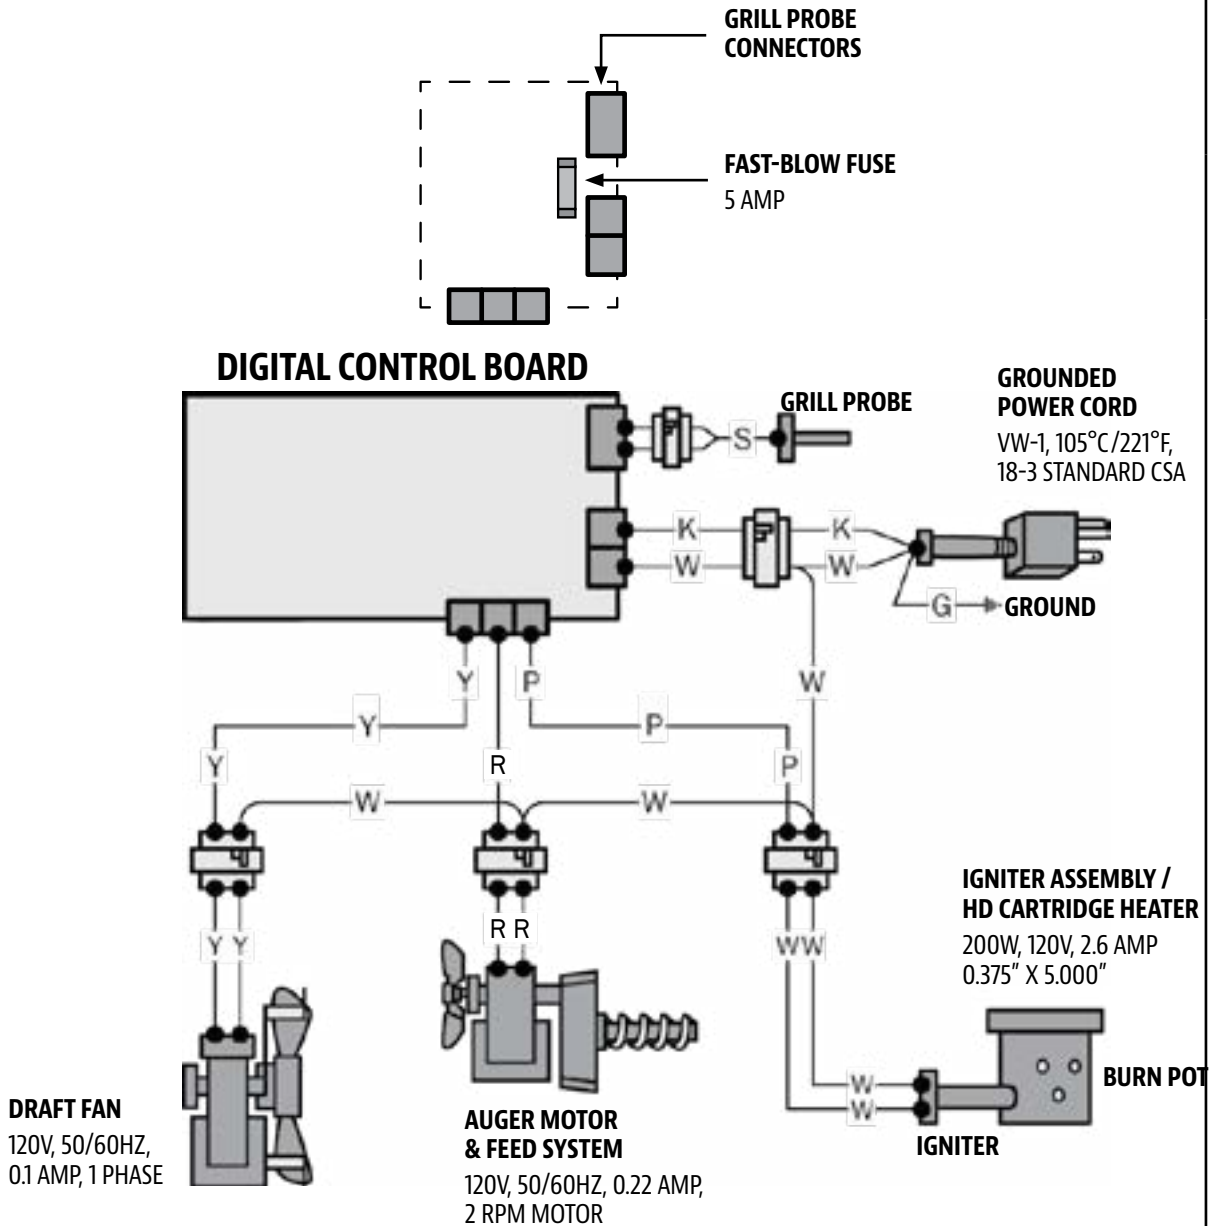 GRILL PROBE
CONNECTORS
FAST-BLOW FUSE
5 AMP
DIGITAL CONTROL BOARD
GRILL PROBE
GROUNDED
POWER CORD
VW-1, 105°C/221°F,
18-3 STANDARD CSA
S
K
K
W
W
G
GROUND
Y
P
W
Y
P
Y
R
P
W
W
Y Y
R R
W W
IGNITER ASSEMBLY /
HD CARTRIDGE HEATER
200W, 120V, 2.6 AMP
0.375” X 5.000”
W
W
BURN POT
IGNITER
DRAFT FAN
120V, 50/60HZ,
0.1 AMP, 1 PHASE
AUGER MOTOR
& FEED SYSTEM
120V, 50/60HZ, 0.22 AMP,
2 RPM MOTOR